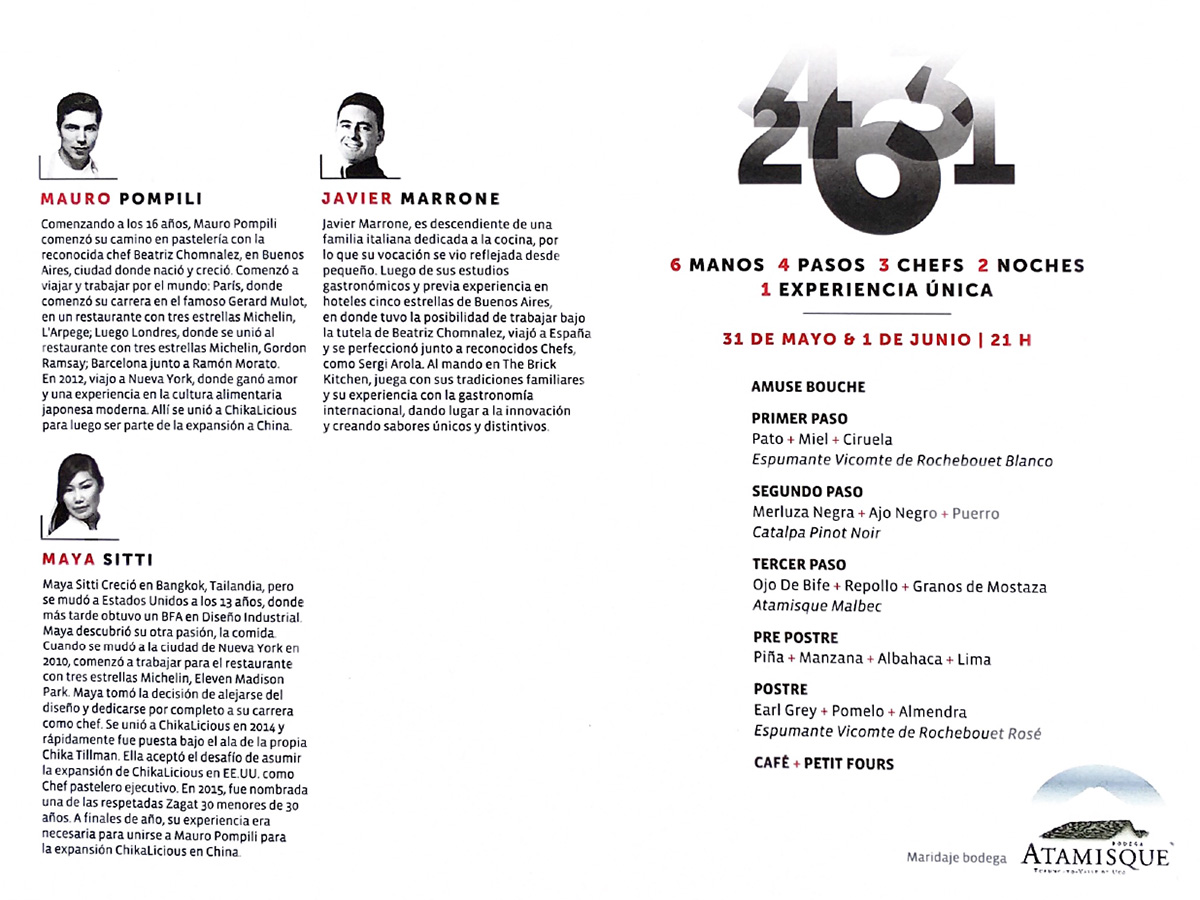 MAURO POMPILI
Comenzando a los 16 años, Mauro Pompili
comenzó su camino en pastelería con la
reconocida chef Beatriz Chomnalez, en Buenos
Aires, ciudad donde nació y creció. Comenzó a
viajar y trabajar por el mundo: París, donde
comenzó su carrera en el famoso Gerard Mulot,
en un restaurante con tres estrellas Michelin,
L'Arpege; Luego Londres, donde se unió al
restaurante con tres estrellas Michelin, Gordon
Ramsay; Barcelona junto a Ramón Morato.
En 2012, viajo a Nueva York, donde ganó amor
y una experiencia en la cultura alimentaria
japonesa moderna. Allí se unió a ChikaLicious
para luego ser parte de la expansión a China.
JAVIER MARRONE
Javier Marrone, es descendiente de una
familia italiana dedicada a la cocina, por
lo que su vocación se vio reflejada desde
pequeño. Luego de sus estudios
gastronómicos y previa experiencia en
hoteles cinco estrellas de Buenos Aires,
en donde tuvo la posibilidad de trabajar bajo
la tutela de Beatriz Chomnalez, viajó a España
y se perfeccionó junto a reconocidos Chefs,
como Sergi Arola. Al mando en The Brick
Kitchen, juega con sus tradiciones familiares
y su experiencia con la gastronomía
internacional, dando lugar a la innovación
y creando sabores únicos y distintivos.
MAYA SITTI
Maya Sitti Creció en Bangkok, Tailandia, pero
se mudó a Estados Unidos a los 13 años, donde
más tarde obtuvo un BFA en Diseño Industrial.
Maya descubrió su otra pasión, la comida.
Cuando se mudó a la ciudad de Nueva York en
2010, comenzó a trabajar para el restaurante
con tres estrellas Michelin, Eleven Madison
Park. Maya tomó la decisión de alejarse del
diseño y dedicarse por completo a su carrera
como chef. Se unió a ChikaLicious en 2014 y
rápidamente fue puesta bajo el ala de la propia
Chika Tillman. Ella aceptó el desafío de asumir
la expansión de ChikaLicious en EE.UU. como
Chef pastelero ejecutivo. En 2015, fue nombrada
una de las respetadas Zagat 30 menores de 30
años. A finales de año, su experiencia era
necesaria para unirse a Mauro Pompili para
la expansión ChikaLicious en China.
2 4 6 3 1
6 MANOS 4 PASOS 3 CHEFS 2 NOCHES
1 EXPERIENCIA ÚNICA
31 DE MAYO & 1 DE JUNIO | 21 H
AMUSE BOUCHE
PRIMER PASO
Pato + Miel + Ciruela
Espumante Vicomte de Rochebouet Blanco
SEGUNDO PASO
Merluza Negra + Ajo Negro + Puerro
Catalpa Pinot Noir
TERCER PASO
Ojo De Bife + Repollo + Granos de Mostaza
Atamisque Malbec
PRE POSTRE
Piña + Manzana + Albahaca + Lima
POSTRE
Earl Grey + Pomelo + Almendra
Espumante Vicomte de Rochebouet Rosé
CAFÉ + PETIT FOURS
Maridaje bodega
BODEGA
ATAMISQUE